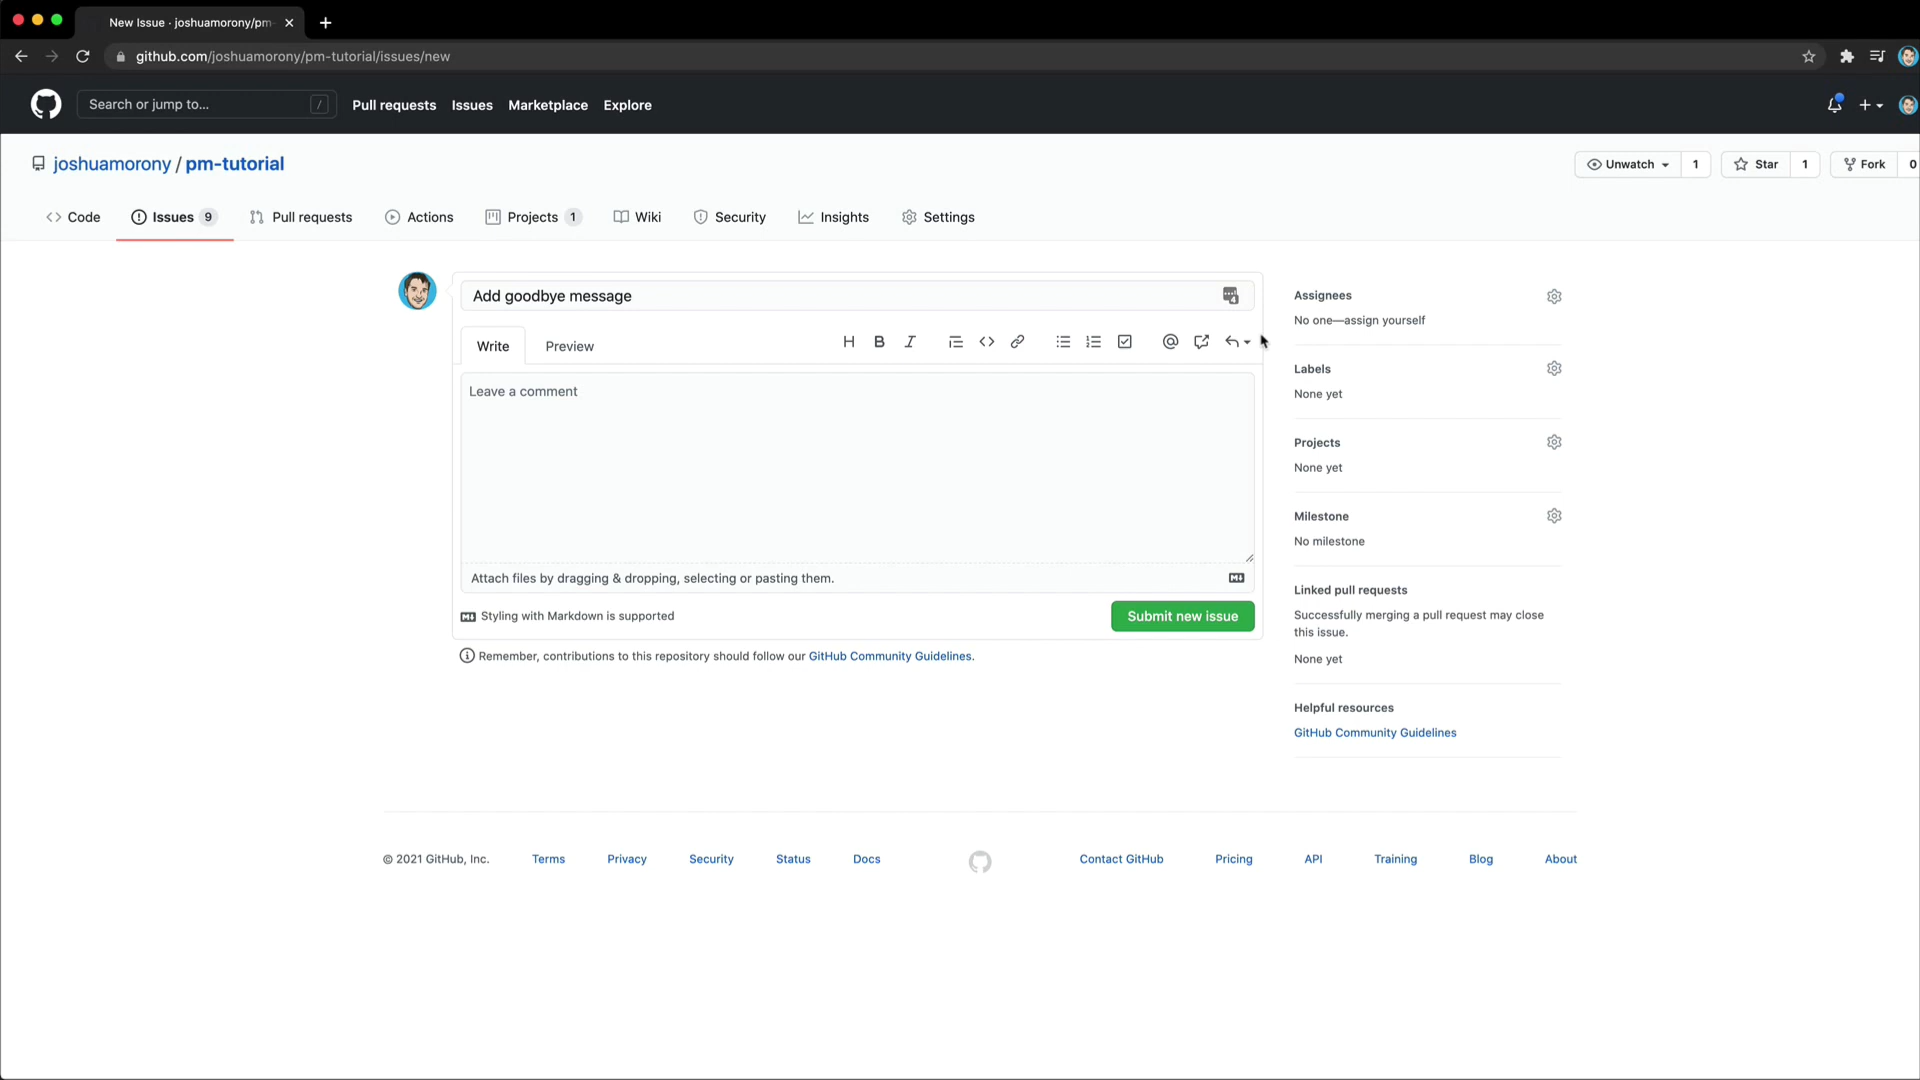 New Issue · joshuamorony/pm-
github.com/joshuamorony/pm-tutorial/issues/new
Search or jump to... /
Pull requests Issues Marketplace Explore
joshuamorony / pm-tutorial
Unwatch 1 Star 1 Fork 0
Code Issues 9 Pull requests Actions Projects 1 Wiki Security Insights Settings
Add goodbye message
Write Preview
Leave a comment
Attach files by dragging & dropping, selecting or pasting them.
Styling with Markdown is supported
Submit new issue
Remember, contributions to this repository should follow our GitHub Community Guidelines.
Assignees
No one—assign yourself
Labels
None yet
Projects
None yet
Milestone
No milestone
Linked pull requests
Successfully merging a pull request may close
this issue.
None yet
Helpful resources
GitHub Community Guidelines
© 2021 GitHub, Inc. Terms Privacy Security Status Docs Contact GitHub Pricing API Training Blog About